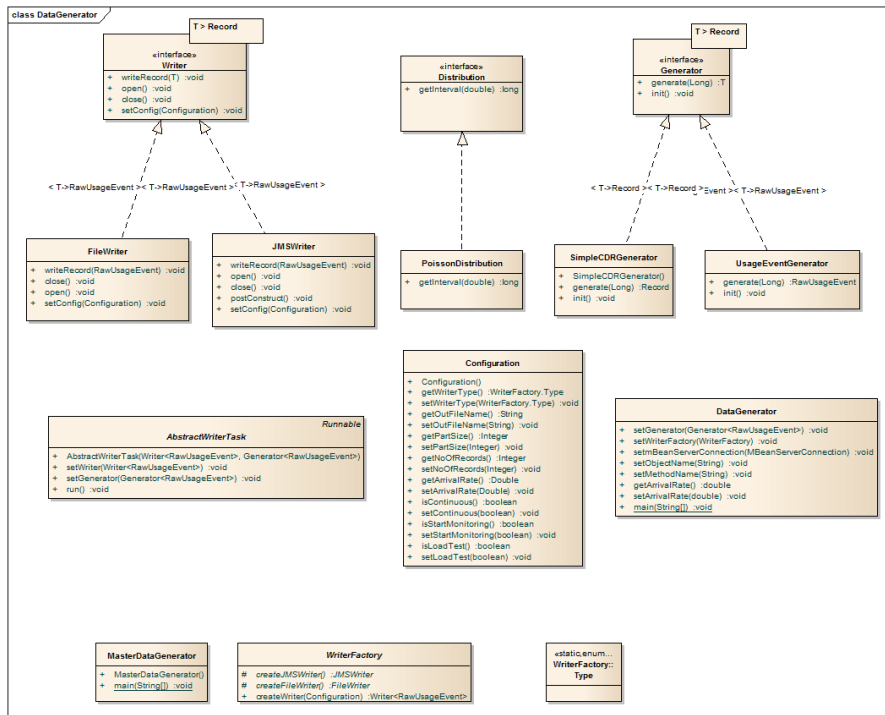 class DataGenerator
T > Record
«interface»
Writer
+ writeRecord(T) :void
+ open() :void
+ close() :void
+ setConfig(Configuration) :void
«interface»
Distribution
+ getInterval(double) :long
T > Record
«interface»
Generator
+ generate(Long) :T
+ init() :void
< T->RawUsageEvent >
< T->RawUsageEvent >
< T->RawUsageEvent >
< T->Record >
< T->Record >
Event >
< T->RawUsageEvent >
FileWriter
+ writeRecord(RawUsageEvent) :void
+ close() :void
+ open() :void
+ setConfig(Configuration) :void
JMSWriter
+ writeRecord(RawUsageEvent) :void
+ open() :void
+ close() :void
+ postConstruct() :void
+ setConfig(Configuration) :void
PoissonDistribution
+ getInterval(double) :long
SimpleCDRGenerator
+ SimpleCDRGenerator()
+ generate(Long) :Record
+ init() :void
UsageEventGenerator
+ generate(Long) :RawUsageEvent
+ init() :void
Runnable
AbstractWriterTask
+ AbstractWriterTask(Writer<RawUsageEvent>, Generator<RawUsageEvent>)
+ setWriter(Writer<RawUsageEvent>) :void
+ setGenerator(Generator<RawUsageEvent>) :void
+ run() :void
Configuration
+ Configuration()
+ getWriterType() :WriterFactory.Type
+ setWriterType(WriterFactory.Type) :void
+ getOutFileName() :String
+ setOutFileName(String) :void
+ getPartSize() :Integer
+ setPartSize(Integer) :void
+ getNoOfRecords() :Integer
+ setNoOfRecords(Integer) :void
+ getArrivalRate() :Double
+ setArrivalRate(Double) :void
+ isContinuous() :boolean
+ setContinuous(boolean) :void
+ isStartMonitoring() :boolean
+ setStartMonitoring(boolean) :void
+ isLoadTest() :boolean
+ setLoadTest(boolean) :void
DataGenerator
+ setGenerator(Generator<RawUsageEvent>) :void
+ setWriterFactory(WriterFactory) :void
+ setmBeanServerConnection(MBeanServerConnection) :void
+ setObjectName(String) :void
+ setMethodName(String) :void
+ getArrivalRate() :double
+ setArrivalRate(double) :void
+ main(String[]) :void
MasterDataGenerator
+ MasterDataGenerator()
+ main(String[]) :void
WriterFactory
# createJMSWriter() :JMSWriter
# createFileWriter() :FileWriter
+ createWriter(Configuration) :Writer<RawUsageEvent>
«static,enum...
WriterFactory::
Type